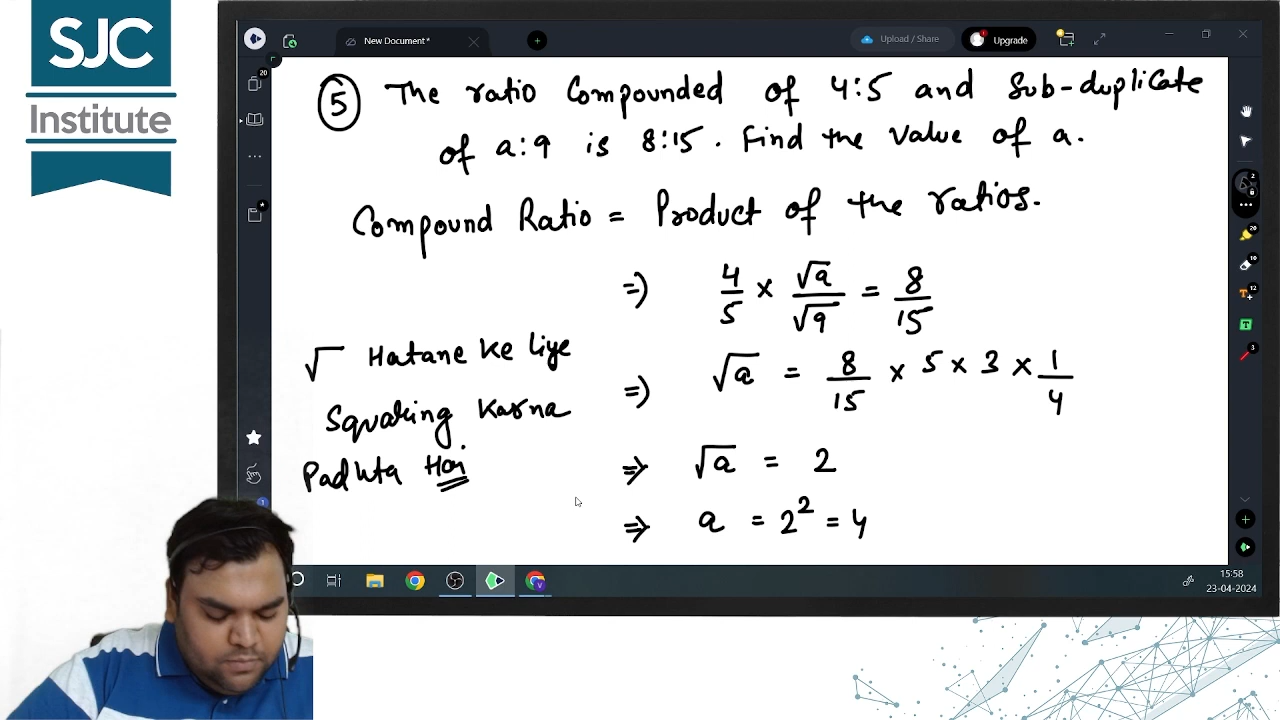 SJC
Institute
New Document*
Upload / Share
Upgrade
⑤ The ratio Compounded of 4:5 and Sub-duplicate
of a:9 is 8:15. Find the value of a.
Compound Ratio = Product of the ratios.
=) 4/5 × √a/√9 = 8/15
√ Hatane Ke liye
=) √a = 8/15 × 5 × 3 × 1/4
Squaring Karna
Padhta Hai
⇒ √a = 2
⇒ a = 2² = 4
15:58
23-04-2024